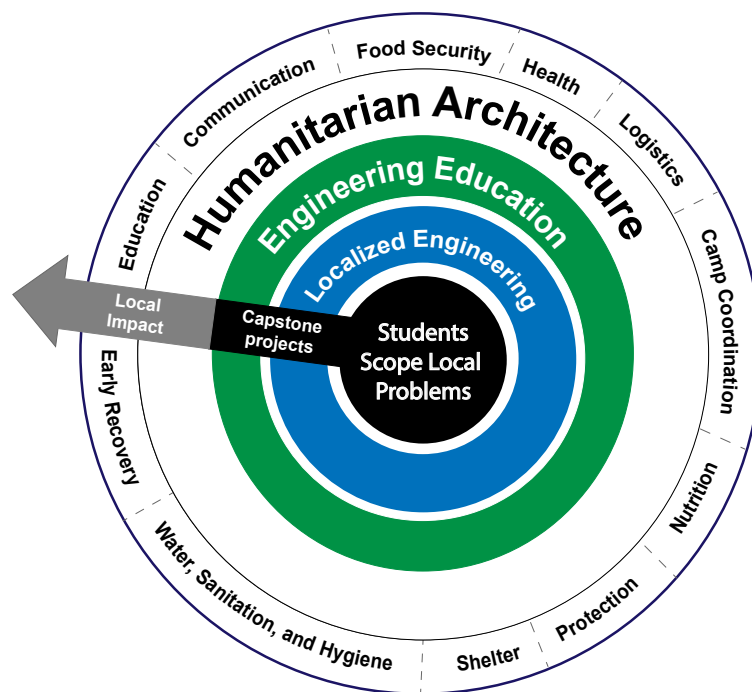 Food Security
Health
Logistics
Camp Coordination
Nutrition
Protection
Shelter
Water, Sanitation, and Hygiene
Early Recovery
Education
Communication
Humanitarian Architecture
Engineering Education
Localized Engineering
Students
Scope Local
Problems
Capstone
projects
Local
Impact